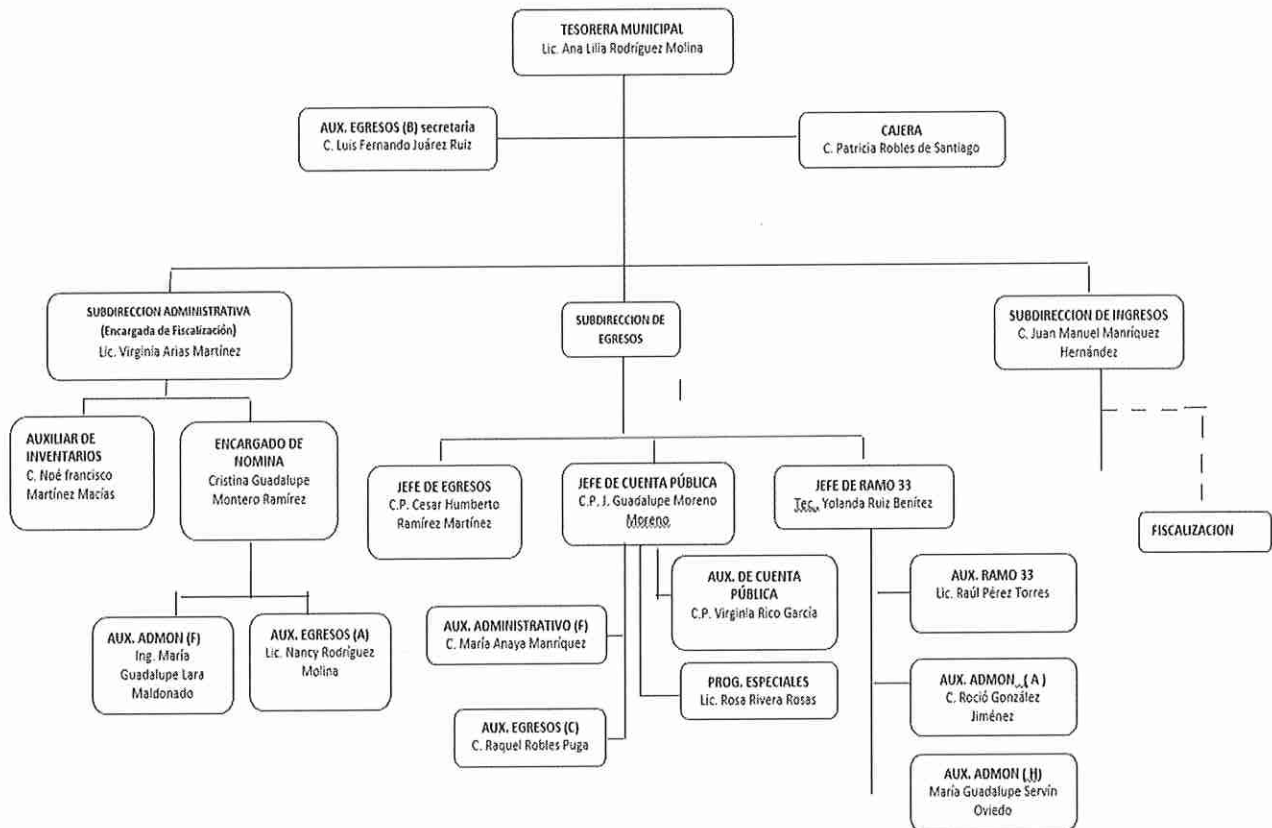 TESORERA MUNICIPAL
Lic. Ana Lilia Rodríguez Molina
AUX. EGRESOS (B) secretaria
C. Luis Fernando Juárez Ruiz
CAJERA
C. Patricia Robles de Santiago
SUBDIRECCION ADMINISTRATIVA
(Encargada de Fiscalización)
Lic. Virginia Arias Martínez
SUBDIRECCION DE
EGRESOS
SUBDIRECCION DE INGRESOS
C. Juan Manuel Manríquez
Hernández
AUXILIAR DE
INVENTARIOS
C. Noé francisco
Martínez Macías
ENCARGADO DE
NOMINA
Cristina Guadalupe
Montero Ramírez
JEFE DE EGRESOS
C.P. Cesar Humberto
Ramírez Martínez
JEFE DE CUENTA PÚBLICA
C.P. J. Guadalupe Moreno
Moreno
JEFE DE RAMO 33
Tec. Yolanda Ruiz Benítez
FISCALIZACION
AUX. ADMON (F)
Ing. María
Guadalupe Lara
Maldonado
AUX. EGRESOS (A)
Lic. Nancy Rodríguez
Molina
AUX. ADMINISTRATIVO (F)
C. María Anaya Manríquez
AUX. EGRESOS (C)
C. Raquel Robles Puga
AUX. DE CUENTA
PÚBLICA
C.P. Virginia Rico García
PROG. ESPECIALES
Lic. Rosa Rivera Rosas
AUX. RAMO 33
Lic. Raúl Pérez Torres
AUX. ADMON ( A )
C. Roció González
Jiménez
AUX. ADMON ( H)
María Guadalupe Servín
Oviedo